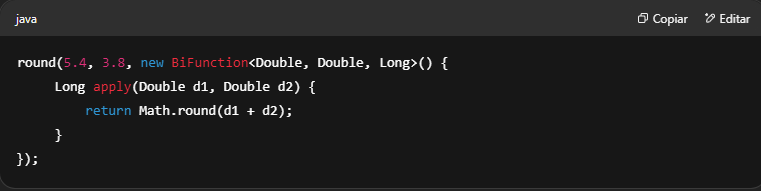 java Copiar Editar
round(5.4, 3.8, new BiFunction<Double, Double, Long>() {
     Long apply(Double d1, Double d2) {
         return Math.round(d1 + d2);
     }
});